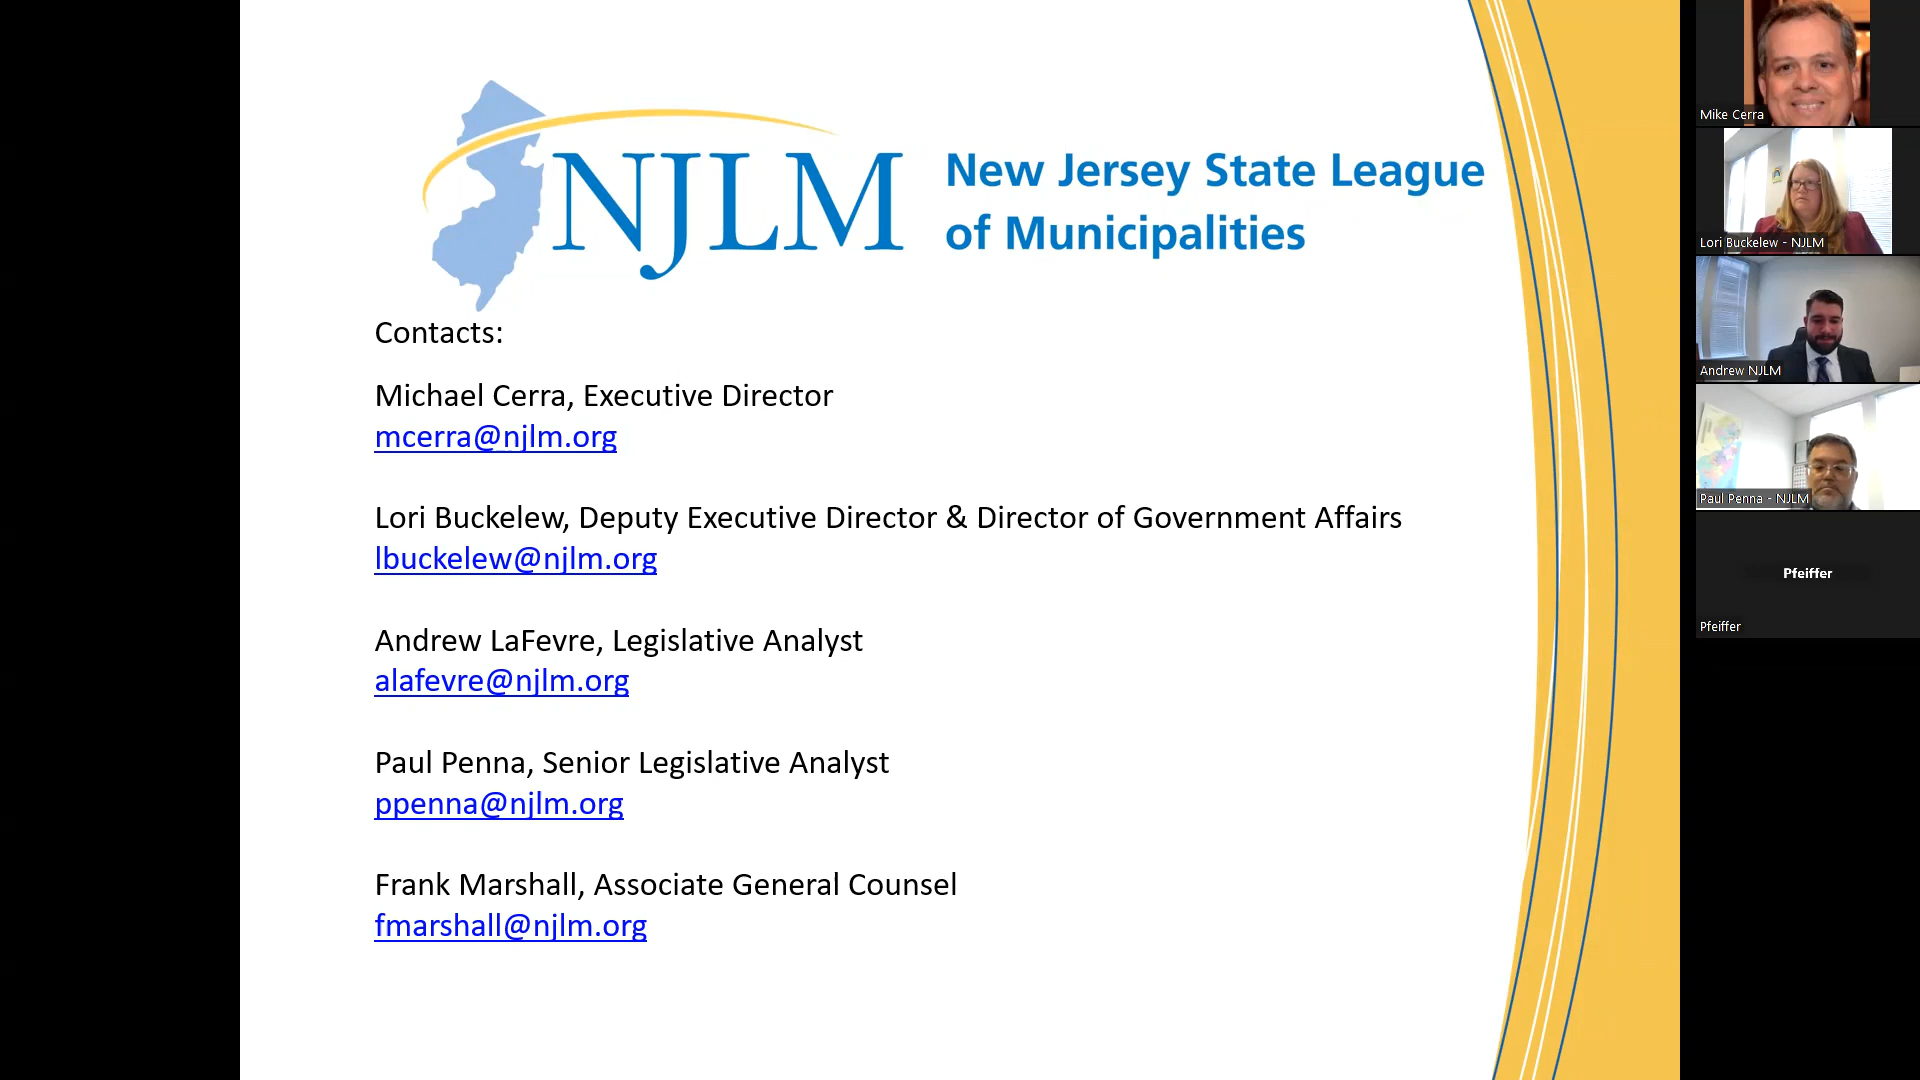 NJLM
New Jersey State League
of Municipalities
Contacts:
Michael Cerra, Executive Director
mcerra@njlm.org
Lori Buckelew, Deputy Executive Director & Director of Government Affairs
lbuckelew@njlm.org
Andrew LaFevre, Legislative Analyst
alafevre@njlm.org
Paul Penna, Senior Legislative Analyst
ppenna@njlm.org
Frank Marshall, Associate General Counsel
fmarshall@njlm.org
Mike Cerra
Lori Buckelew - NJLM
Andrew NJLM
Paul Penna - NJLM
Pfeiffer
Pfeiffer